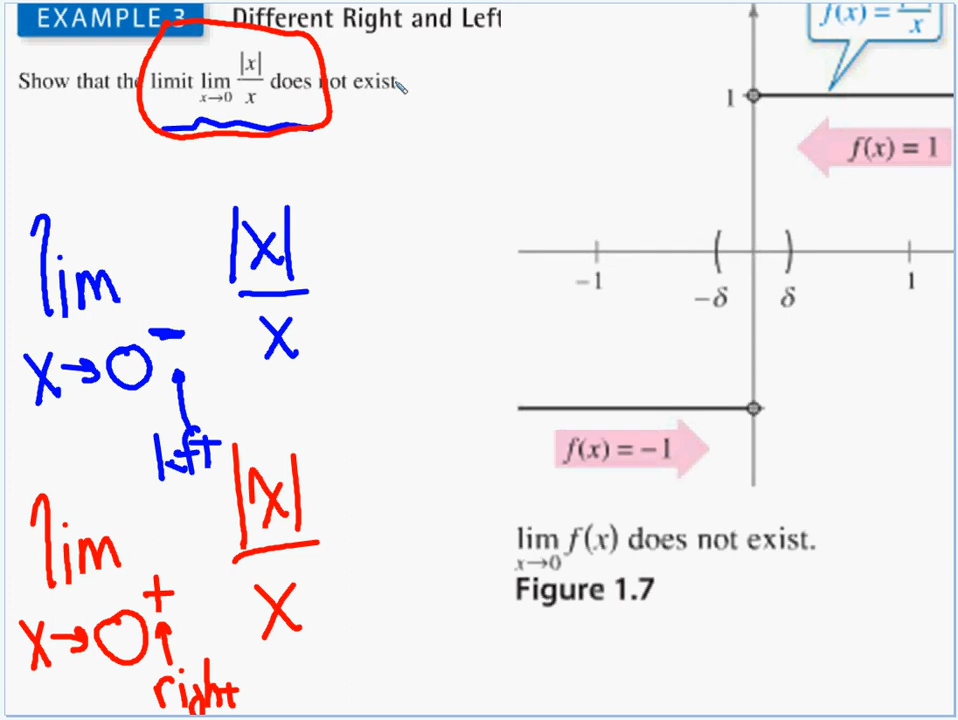 EXAMPLE 3 Different Right and Left
Show that the limit lim x→0 |x|/x does not exist.
lim x→0⁻ |x|/x
left
lim x→0⁺ |x|/x
right
f(x) = |x|/x
1
f(x) = 1
( )
−1 −δ δ 1
f(x) = −1
lim x→0 f(x) does not exist.
Figure 1.7